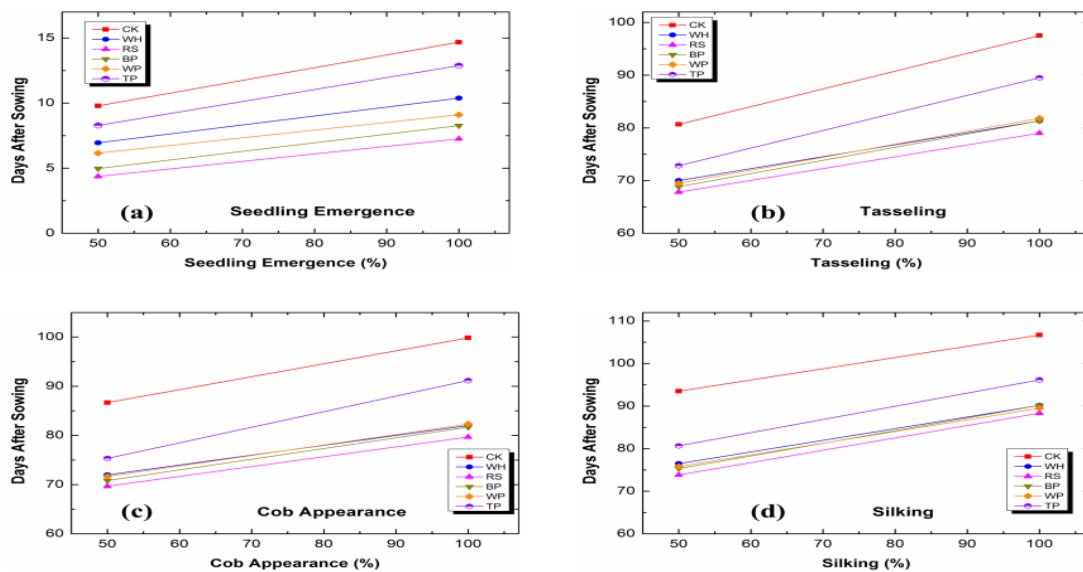 Days After Sowing
15
10
5
0
CK
WH
RS
BP
WP
TP
(a)
Seedling Emergence
50 60 70 80 90 100
Seedling Emergence (%)
Days After Sowing
100
90
80
70
60
CK
WH
RS
BP
WP
TP
(b)
Tasseling
50 60 70 80 90 100
Tasseling (%)
Days After Sowing
100
90
80
70
60
CK
WH
RS
BP
WP
TP
(c)
Cob Appearance
50 60 70 80 90 100
Cob Appearance (%)
Days After Sowing
110
100
90
80
70
60
CK
WH
RS
BP
WP
TP
(d)
Silking
50 60 70 80 90 100
Silking (%)